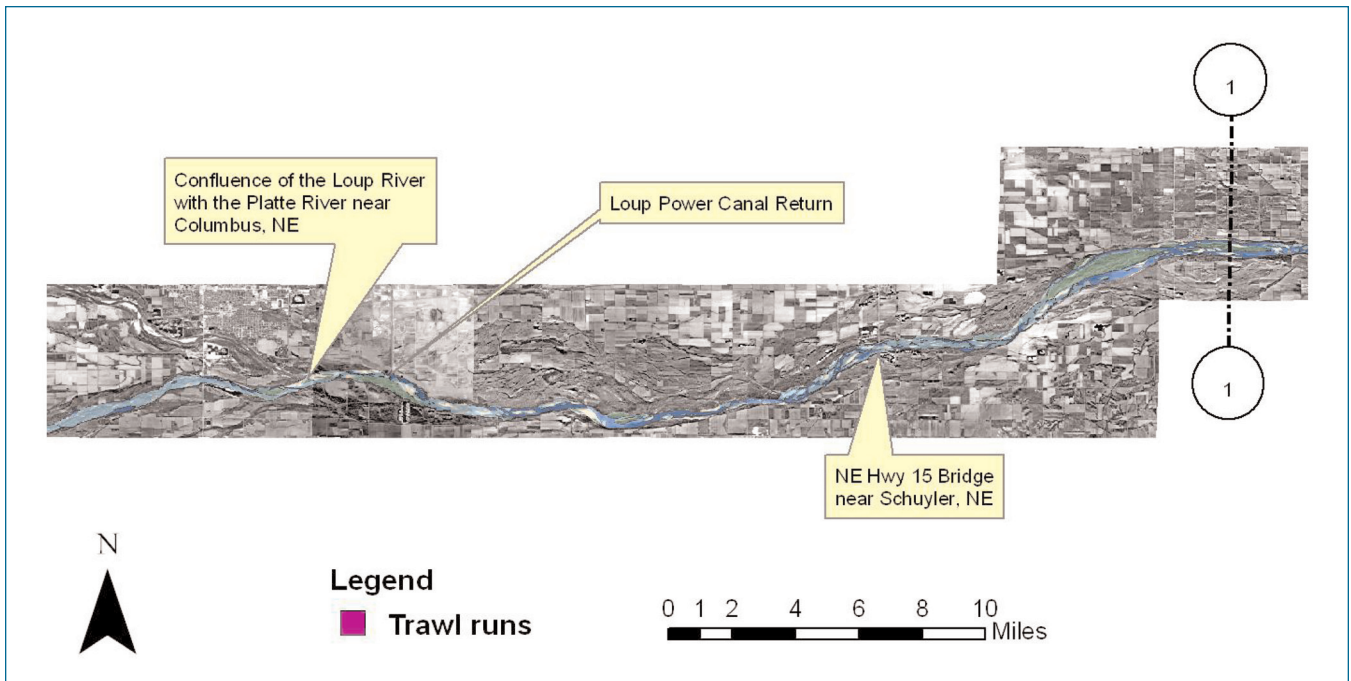 1
Confluence of the Loup River
with the Platte River near
Columbus, NE
Loup Power Canal Return
1
NE Hwy 15 Bridge
near Schuyler, NE
N
Legend
Trawl runs
0 1 2 4 6 8 10
Miles